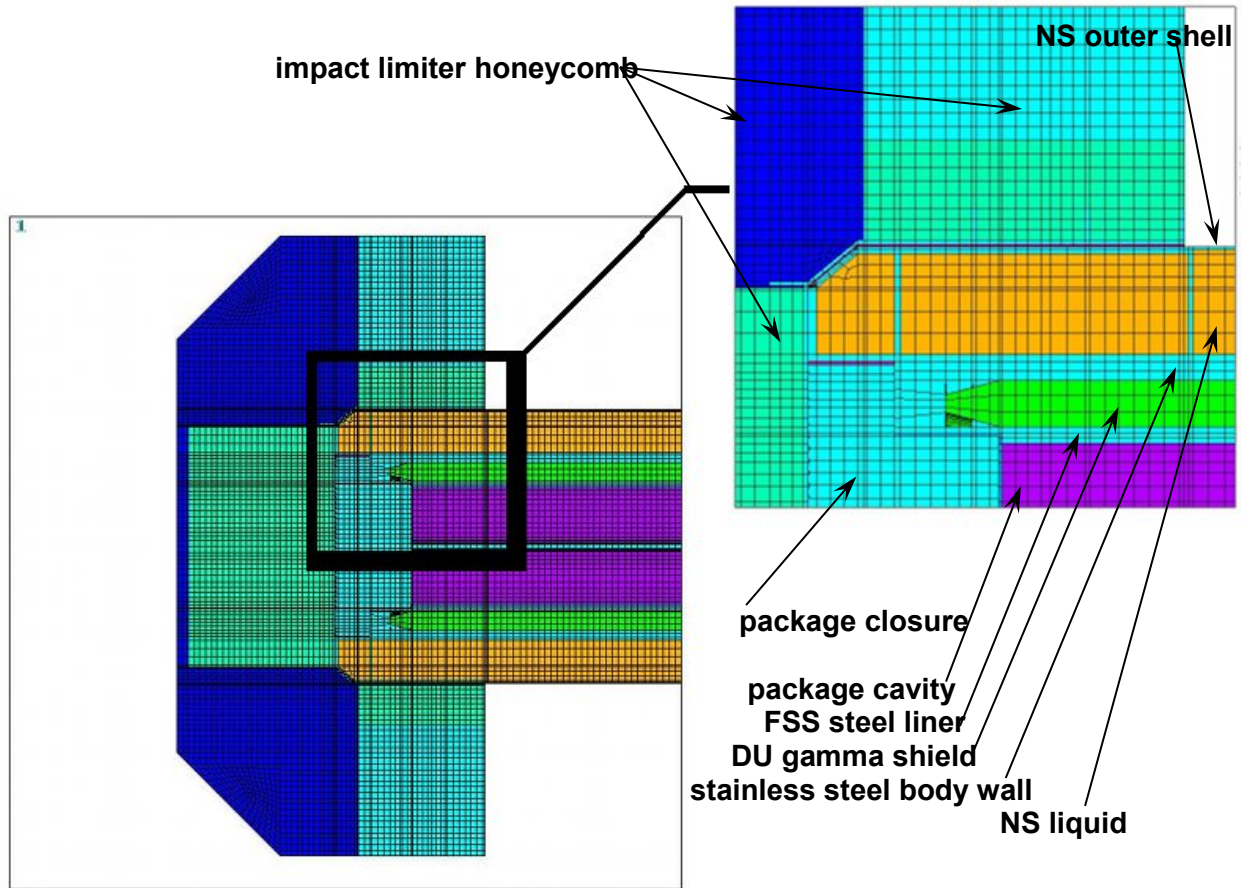 NS outer shell
impact limiter honeycomb
1
package closure
package cavity
FSS steel liner
DU gamma shield
stainless steel body wall
NS liquid